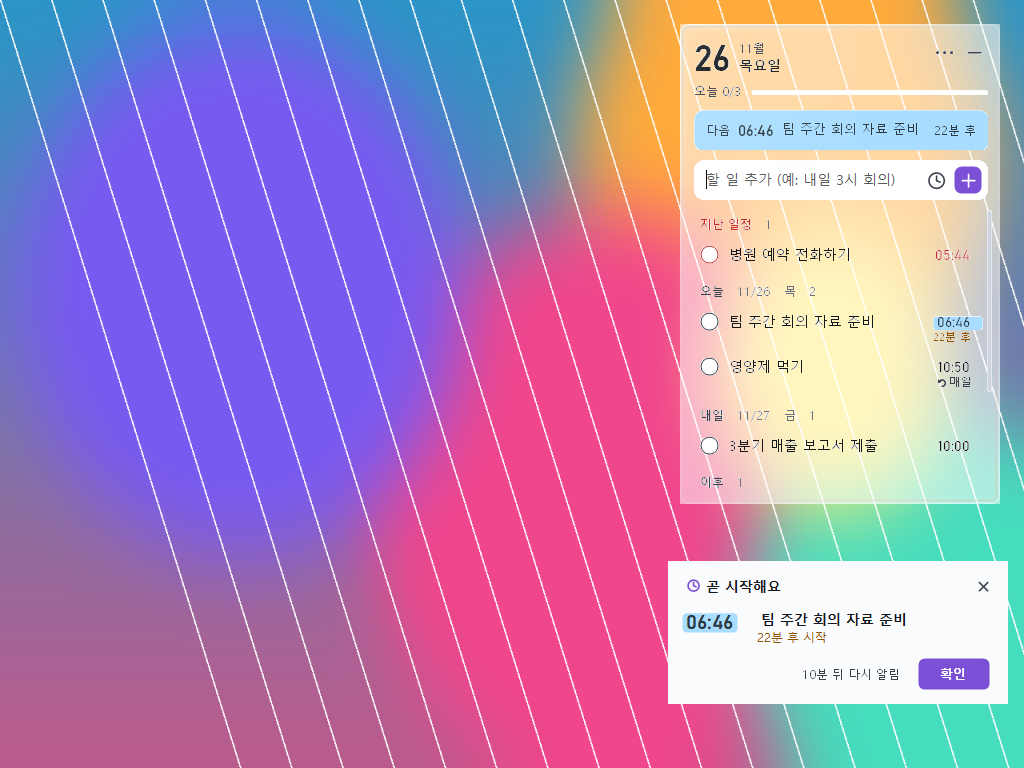 26 11월
목요일
오늘 0/3
다음 06:46 팀 주간 회의 자료 준비 22분 후
할 일 추가 (예: 내일 3시 회의)
지난 일정 1
병원 예약 전화하기 05:44
오늘 11/26 목 2
팀 주간 회의 자료 준비 06:46
22분 후
영양제 먹기 10:50
매일
내일 11/27 금 1
3분기 매출 보고서 제출 10:00
이후 1
곧 시작해요
06:46 팀 주간 회의 자료 준비
22분 후 시작
10분 뒤 다시 알림 확인